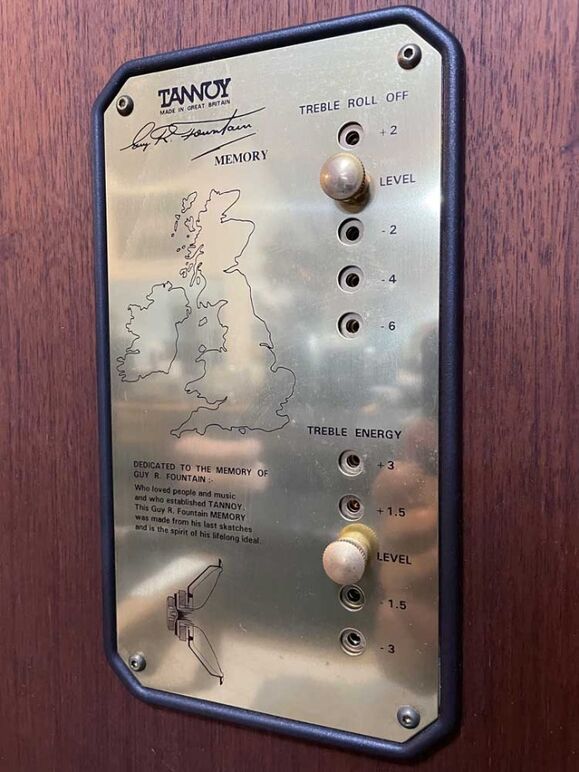 TANNOY
MADE IN GREAT BRITAIN
Guy R. Fountain
MEMORY
TREBLE ROLL OFF
+ 2
LEVEL
- 2
- 4
- 6
TREBLE ENERGY
+ 3
+ 1.5
LEVEL
- 1.5
- 3
DEDICATED TO THE MEMORY OF
GUY R. FOUNTAIN :-
Who loved people and music
and who established TANNOY.
This Guy R. Fountain MEMORY
was made from his last skatches
and is the spirit of his lifelong ideal.